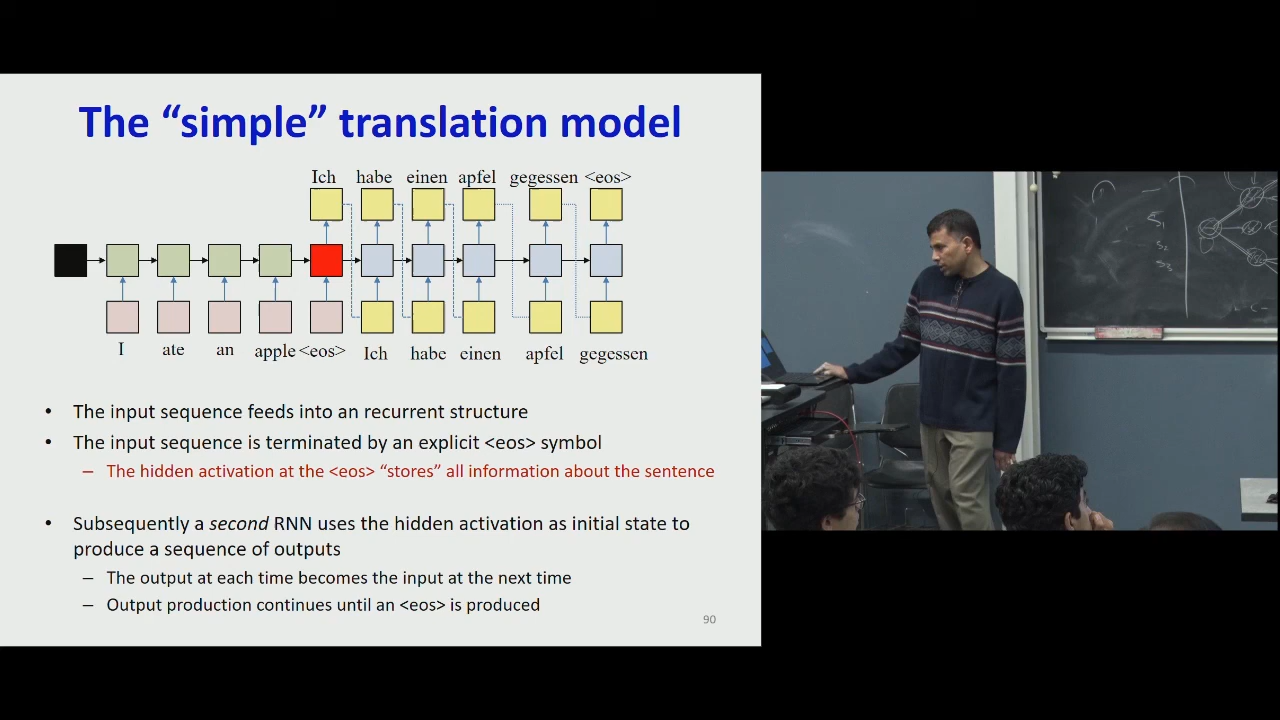 The “simple” translation model
Ich habe einen apfel gegessen <eos>
I ate an apple <eos> Ich habe einen apfel gegessen
• The input sequence feeds into an recurrent structure
• The input sequence is terminated by an explicit <eos> symbol
– The hidden activation at the <eos> “stores” all information about the sentence
• Subsequently a second RNN uses the hidden activation as initial state to
produce a sequence of outputs
– The output at each time becomes the input at the next time
– Output production continues until an <eos> is produced
90
S1
S2
S3